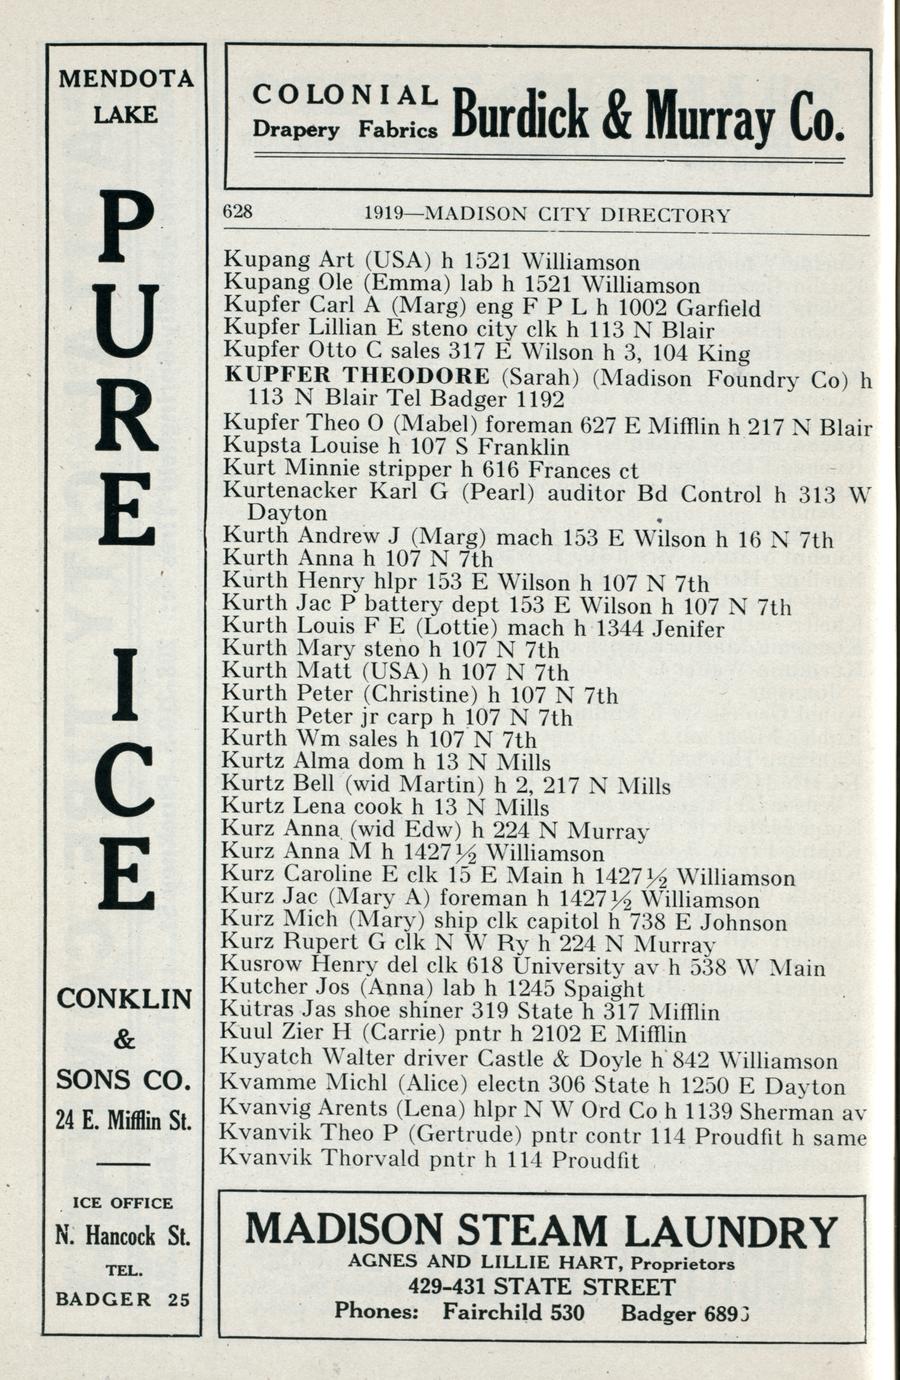 MENDOTA
LAKE
PURE
ICE
CONKLIN
&
SONS CO.
24 E. Mifflin St.
ICE OFFICE
N. Hancock St.
TEL.
BADGER 25
COLONIAL
Drapery Fabrics
Burdick & Murray Co.
628 1919—MADISON CITY DIRECTORY
Kupang Art (USA) h 1521 Williamson
Kupang Ole (Emma) lab h 1521 Williamson
Kupfer Carl A (Marg) eng F P L h 1002 Garfield
Kupfer Lillian E steno city clk h 113 N Blair
Kupfer Otto C sales 317 E Wilson h 3, 104 King
KUPFER THEODORE (Sarah) (Madison Foundry Co) h
113 N Blair Tel Badger 1192
Kupfer Theo O (Mabel) foreman 627 E Mifflin h 217 N Blair
Kupsta Louise h 107 S Franklin
Kurt Minnie stripper h 616 Frances ct
Kurtenacker Karl G (Pearl) auditor Bd Control h 313 W
Dayton
Kurth Andrew J (Marg) mach 153 E Wilson h 16 N 7th
Kurth Anna h 107 N 7th
Kurth Henry hlpr 153 E Wilson h 107 N 7th
Kurth Jac P battery dept 153 E Wilson h 107 N 7th
Kurth Louis F E (Lottie) mach h 1344 Jenifer
Kurth Mary steno h 107 N 7th
Kurth Matt (USA) h 107 N 7th
Kurth Peter (Christine) h 107 N 7th
Kurth Peter jr carp h 107 N 7th
Kurth Wm sales h 107 N 7th
Kurtz Alma dom h 13 N Mills
Kurtz Bell (wid Martin) h 2, 217 N Mills
Kurtz Lena cook h 13 N Mills
Kurz Anna (wid Edw) h 224 N Murray
Kurz Anna M h 1427½ Williamson
Kurz Caroline E clk 15 E Main h 1427½ Williamson
Kurz Jac (Mary A) foreman h 1427½ Williamson
Kurz Mich (Mary) ship clk capitol h 738 E Johnson
Kurz Rupert G clk N W Ry h 224 N Murray
Kusrow Henry del clk 618 University av h 538 W Main
Kutcher Jos (Anna) lab h 1245 Spaight
Kutras Jas shoe shiner 319 State h 317 Mifflin
Kuul Zier H (Carrie) pntr h 2102 E Mifflin
Kuyatch Walter driver Castle & Doyle h 842 Williamson
Kvamme Michl (Alice) electn 306 State h 1250 E Dayton
Kvanvig Arents (Lena) hlpr N W Ord Co h 1139 Sherman av
Kvanvik Theo P (Gertrude) pntr contr 114 Proudfit h same
Kvanvik Thorvald pntr h 114 Proudfit
MADISON STEAM LAUNDRY
AGNES AND LILLIE HART, Proprietors
429-431 STATE STREET
Phones: Fairchild 530 Badger 6893